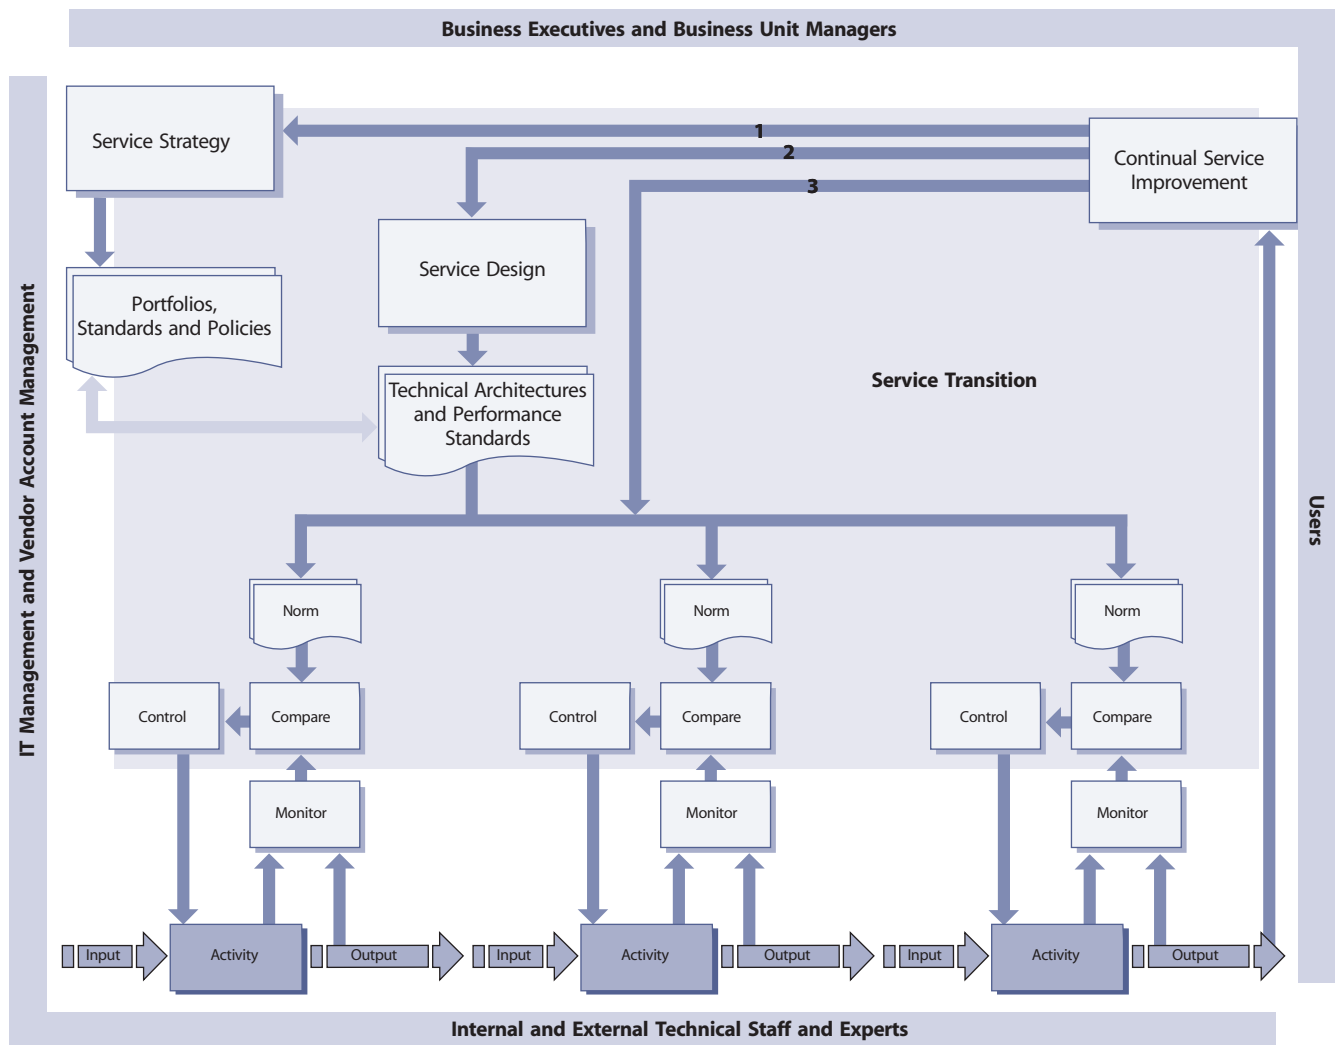 Business Executives and Business Unit Managers
IT Management and Vendor Account Management
Service Strategy
1
2
3
Continual Service
Improvement
Service Design
Portfolios,
Standards and Policies
Technical Architectures
and Performance
Standards
Service Transition
Users
Norm
Norm
Norm
Control
Compare
Control
Compare
Control
Compare
Monitor
Monitor
Monitor
Input
Activity
Output
Input
Activity
Output
Input
Activity
Output
Internal and External Technical Staff and Experts